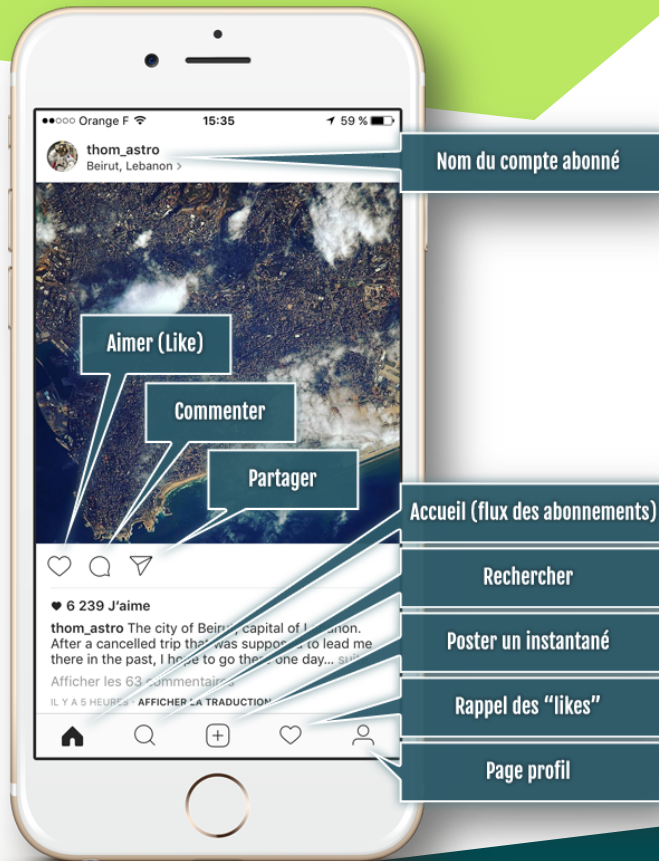 Orange F 15:35 59 %
thom_astro
Beirut, Lebanon >
Nom du compte abonné
Aimer (Like)
Commenter
Partager
Accueil (flux des abonnements)
Rechercher
Poster un instantané
Rappel des “likes”
Page profil
♥ 6 239 J’aime
thom_astro The city of Beirut, capital of Lebanon.
After a cancelled trip that was supposed to lead me
there in the past, I hope to go there one day... suite
Afficher les 63 commentaires
IL Y A 5 HEURES · AFFICHER LA TRADUCTION